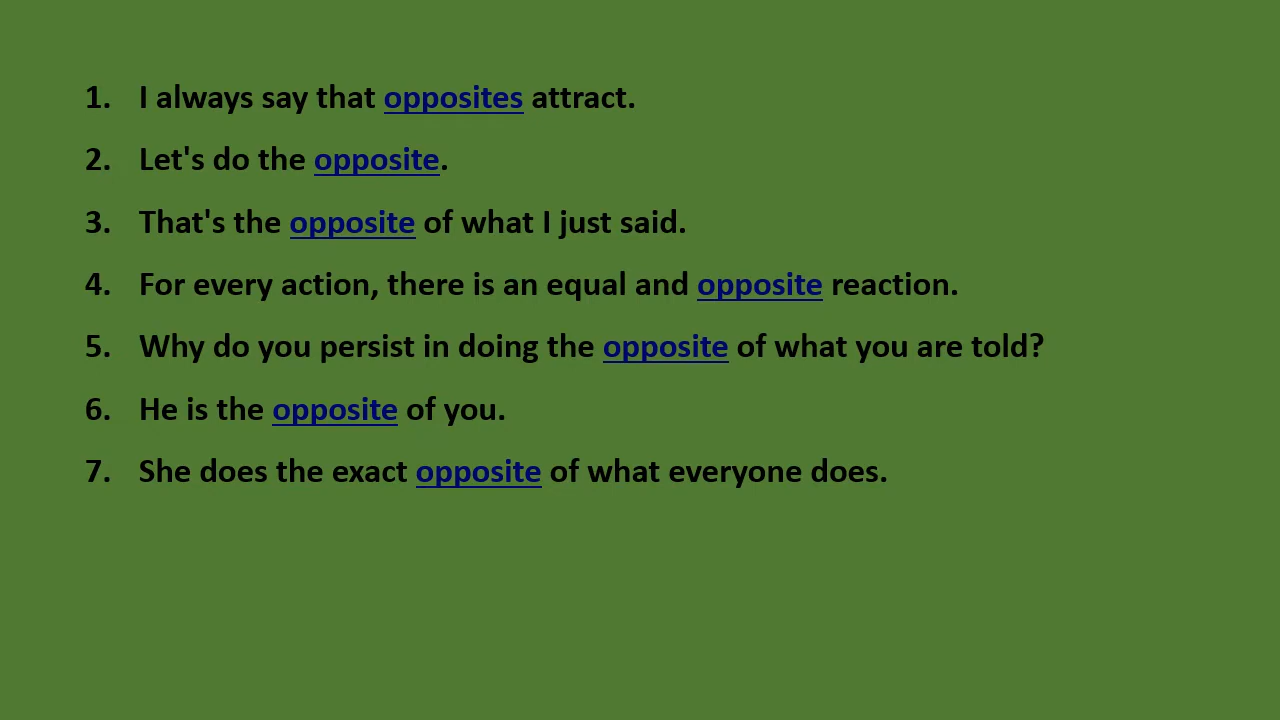 1. I always say that opposites attract.
2. Let's do the opposite.
3. That's the opposite of what I just said.
4. For every action, there is an equal and opposite reaction.
5. Why do you persist in doing the opposite of what you are told?
6. He is the opposite of you.
7. She does the exact opposite of what everyone does.